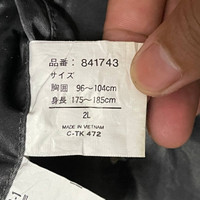 品番： 841743
サイズ
胸囲 96～104cm
身長 175～185cm
2L
MADE IN VIETNAM
C-TK 472